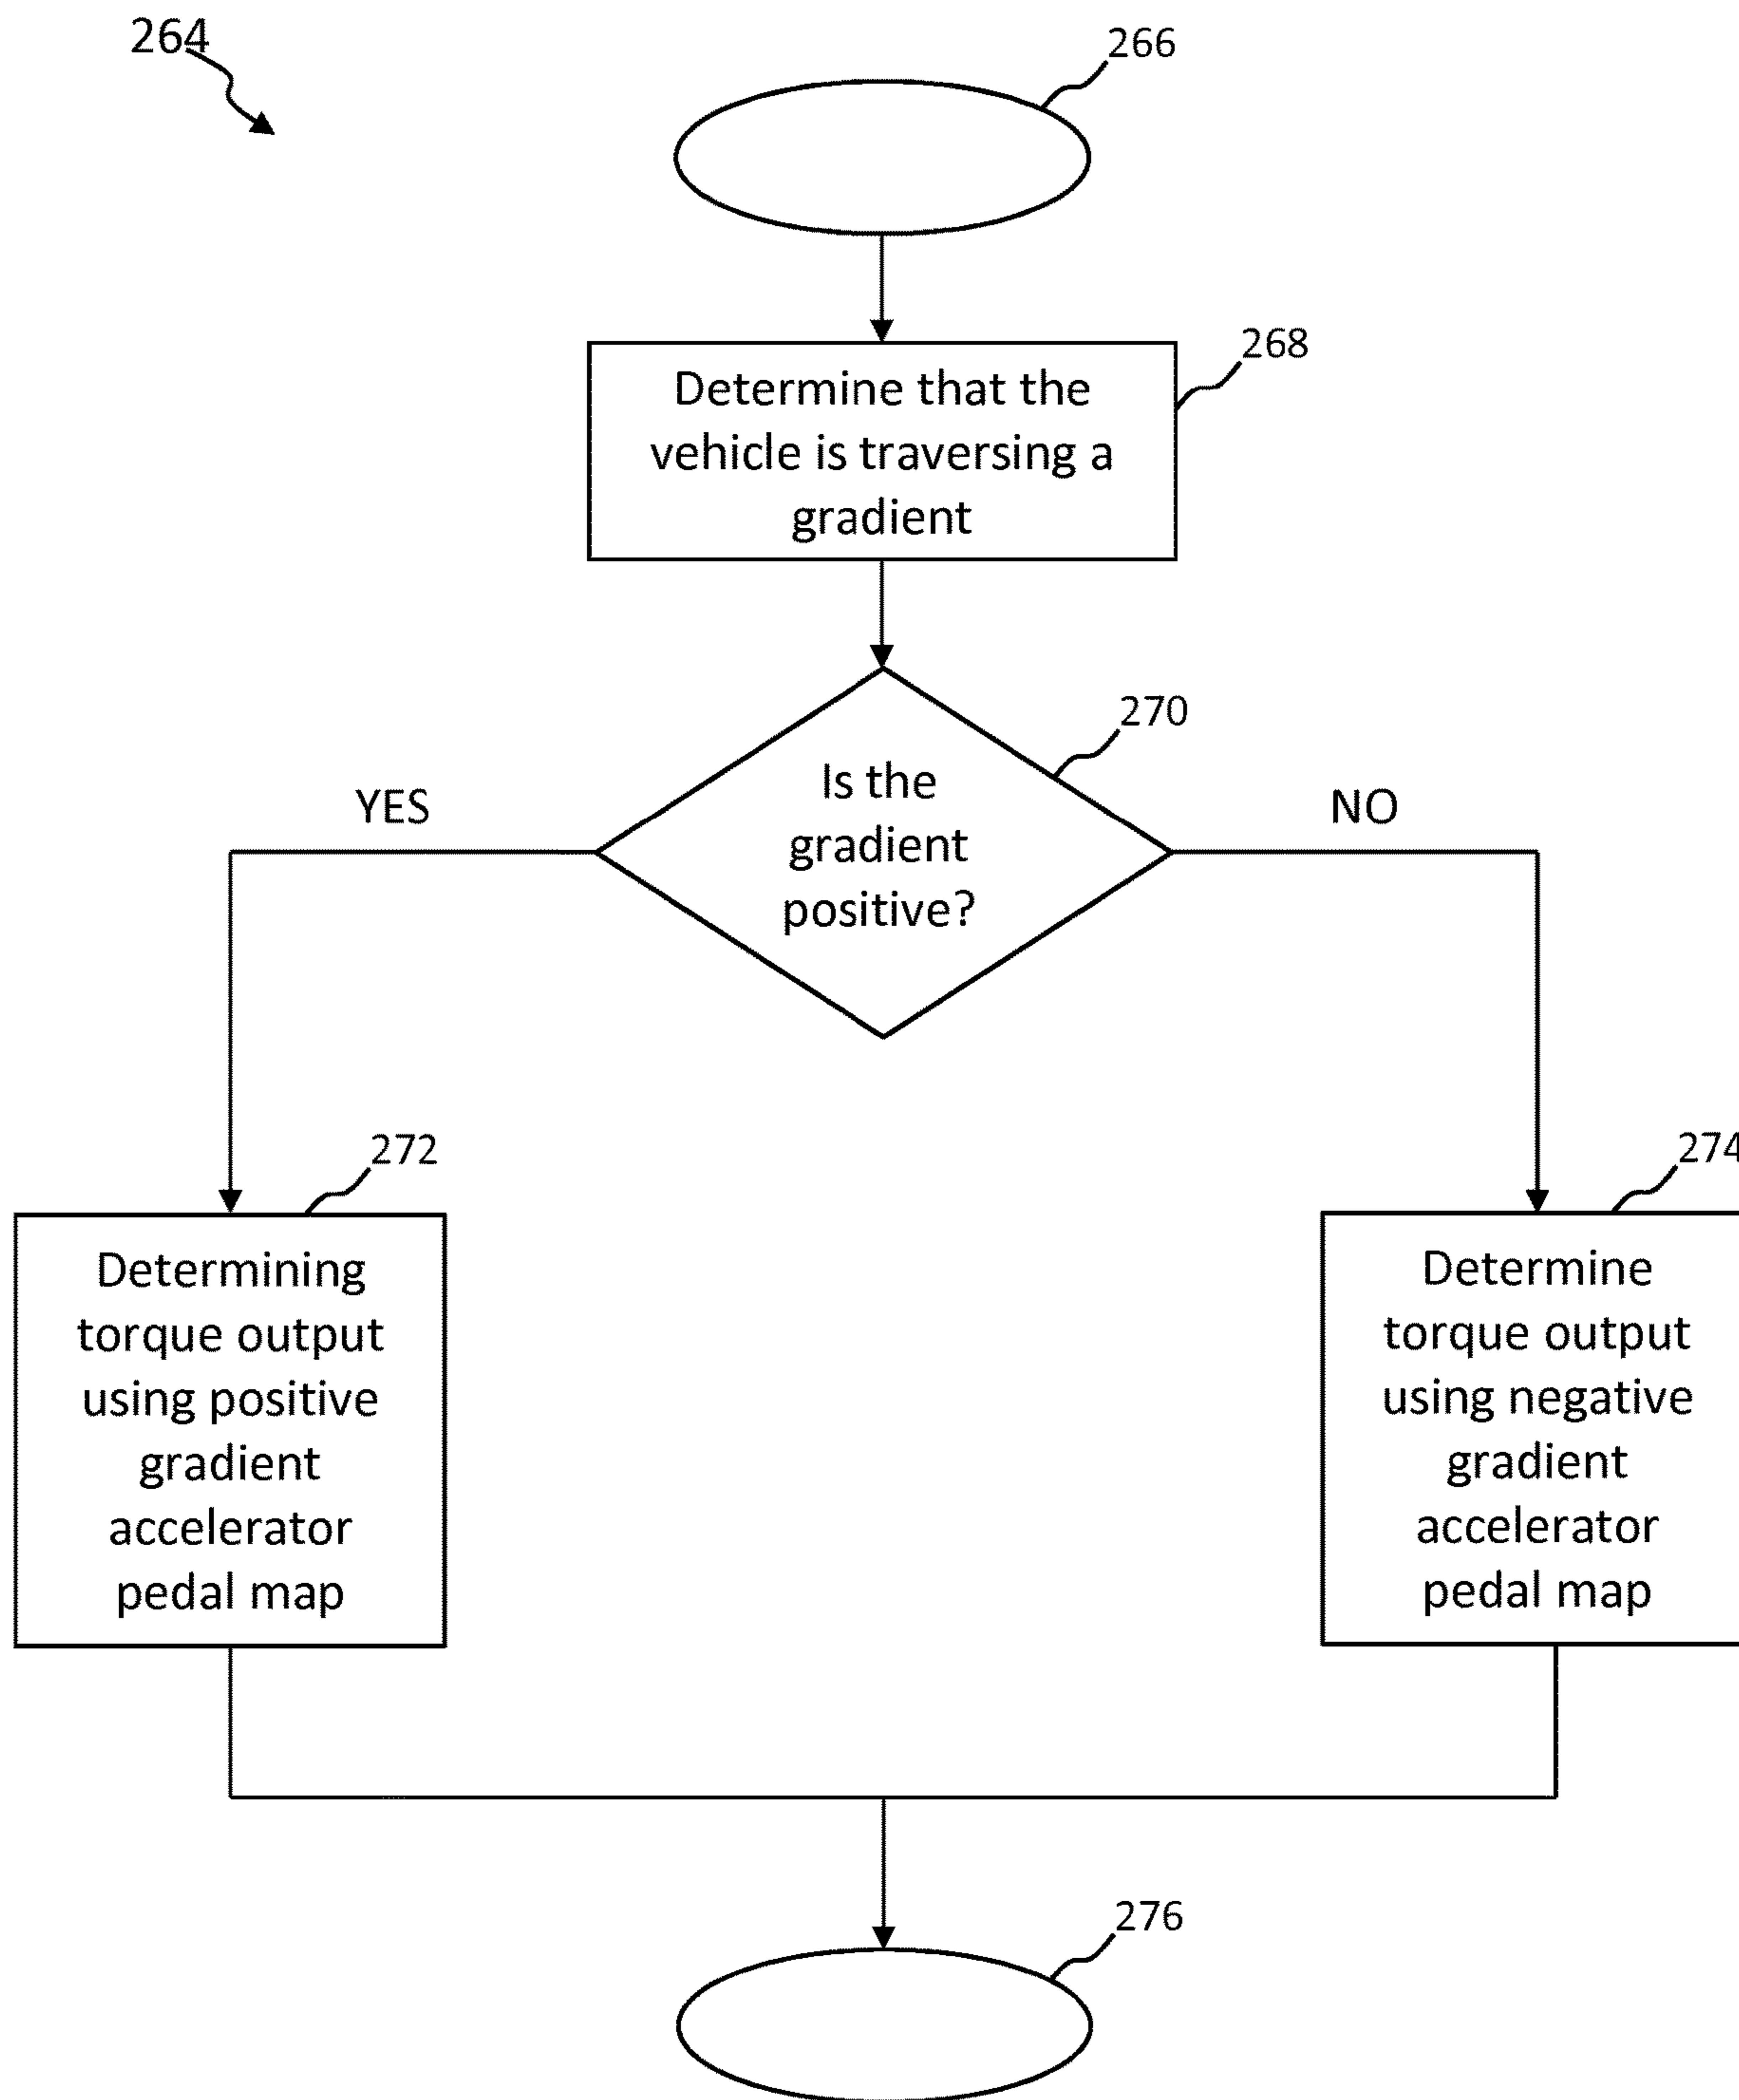 264
266
268
Determine that the
vehicle is traversing a
gradient
270
Is the
gradient
positive?
YES
NO
272
274
Determining
torque output
using positive
gradient
accelerator
pedal map
Determine
torque output
using negative
gradient
accelerator
pedal map
276